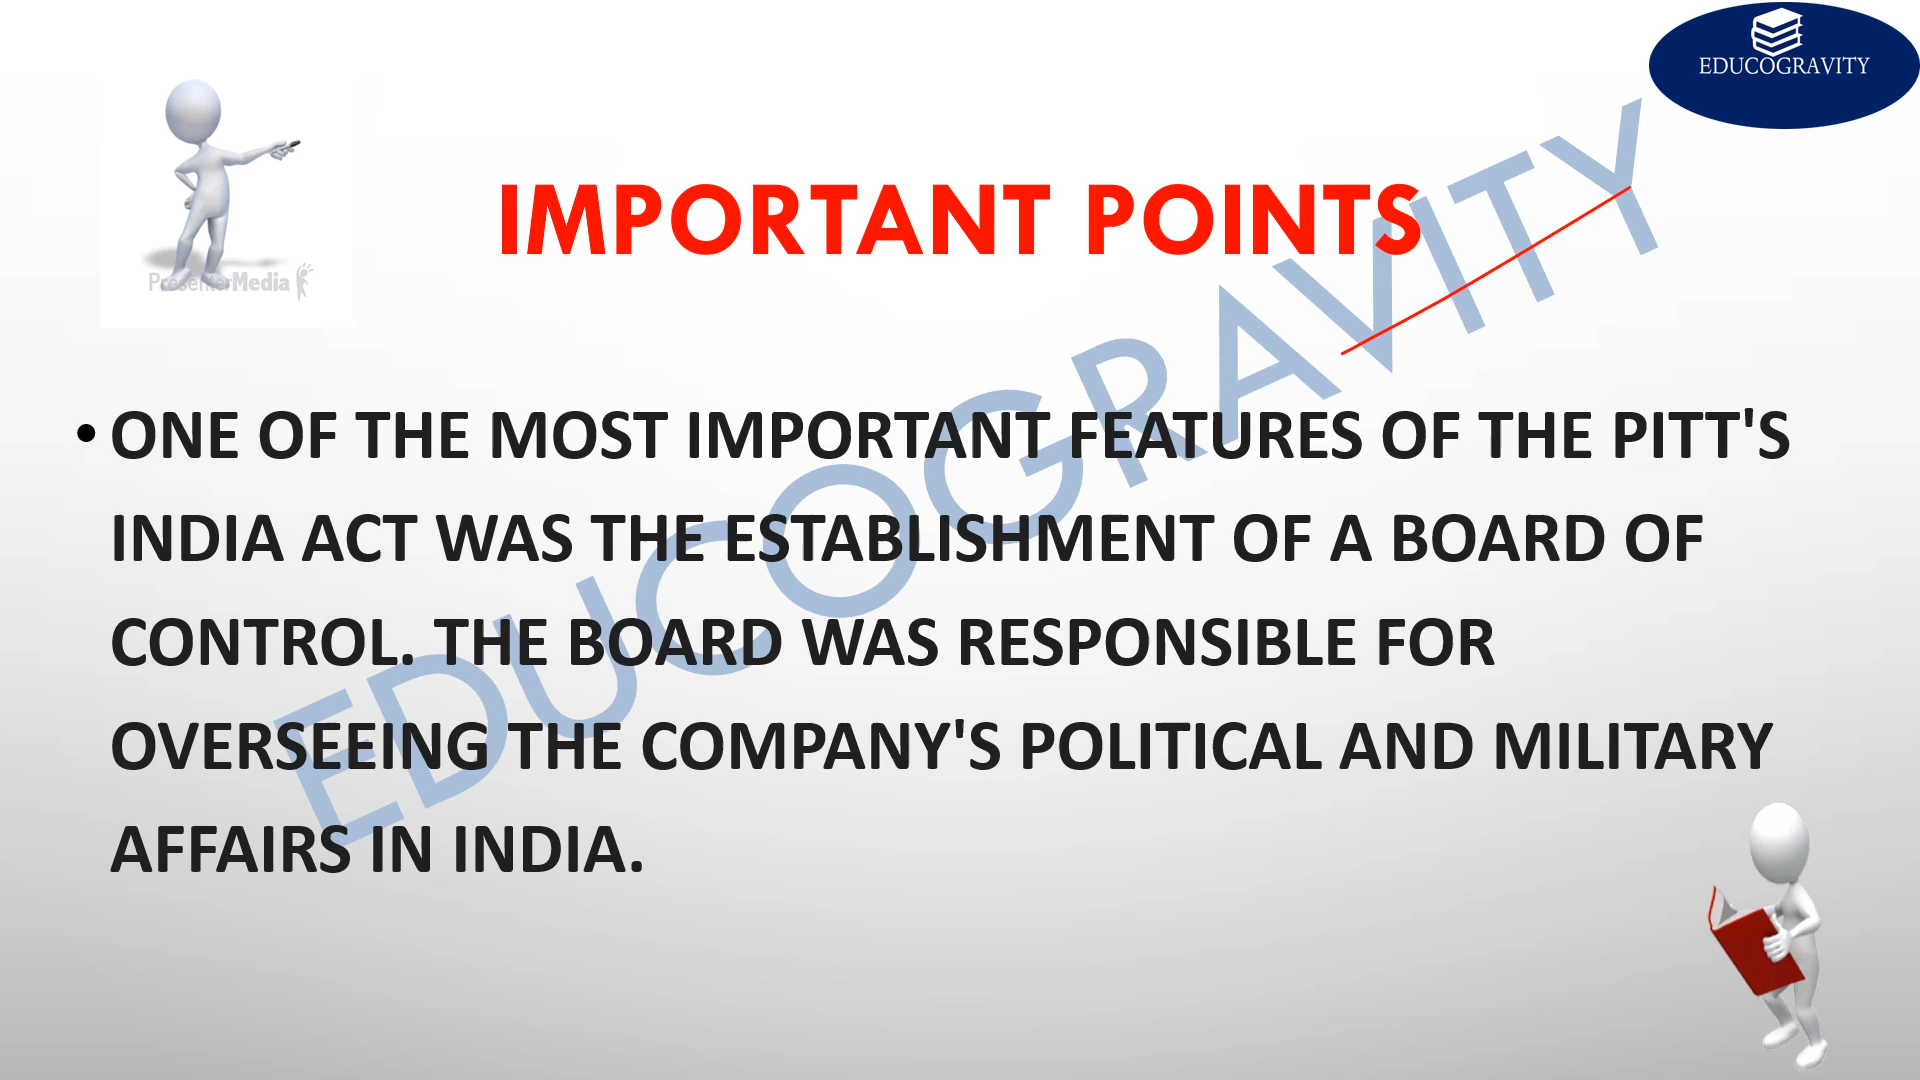 EDUCOGRAVITY
IMPORTANT POINTS
PresenterMedia
• ONE OF THE MOST IMPORTANT FEATURES OF THE PITT'S
INDIA ACT WAS THE ESTABLISHMENT OF A BOARD OF
CONTROL. THE BOARD WAS RESPONSIBLE FOR
OVERSEEING THE COMPANY'S POLITICAL AND MILITARY
AFFAIRS IN INDIA.
EDUCOGRAVITY